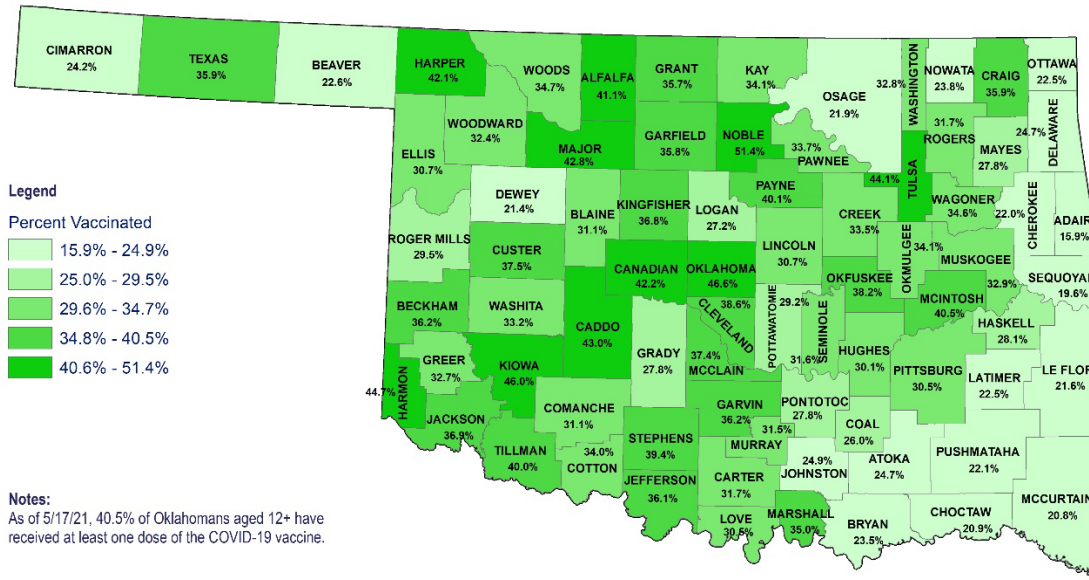 CIMARRON
24.2%
TEXAS
35.9%
BEAVER
22.6%
HARPER
42.1%
WOODS
34.7%
ALFALFA
41.1%
GRANT
35.7%
KAY
34.1%
OSAGE
21.9%
32.8%
WASHINGTON
NOWATA
23.8%
CRAIG
35.9%
OTTAWA
22.5%
ELLIS
30.7%
WOODWARD
32.4%
MAJOR
42.8%
GARFIELD
35.8%
NOBLE
51.4%
33.7%
PAWNEE
44.1%
TULSA
31.7%
ROGERS
MAYES
27.8%
24.7%
DELAWARE
Legend
Percent Vaccinated
15.9% - 24.9%
25.0% - 29.5%
29.6% - 34.7%
34.8% - 40.5%
40.6% - 51.4%
DEWEY
21.4%
BLAINE
31.1%
KINGFISHER
36.8%
LOGAN
27.2%
PAYNE
40.1%
CREEK
33.5%
WAGONER
34.6%
22.0%
CHEROKEE
ADAIR
15.9%
ROGER MILLS
29.5%
CUSTER
37.5%
CANADIAN
42.2%
OKLAHOMA
46.6%
LINCOLN
30.7%
OKFUSKEE
38.2%
OKMULGEE
34.1%
MUSKOGEE
32.9%
SEQUOYAH
19.6%
BECKHAM
36.2%
WASHITA
33.2%
CADDO
43.0%
GRADY
27.8%
38.6%
CLEVELAND
37.4%
MCCLAIN
POTTAWATOMIE
29.2%
31.6%
SEMINOLE
HUGHES
30.1%
MCINTOSH
40.5%
HASKELL
28.1%
PITTSBURG
30.5%
LATIMER
22.5%
LE FLOR
21.6%
GREER
32.7%
KIOWA
46.0%
44.7%
HARMON
JACKSON
36.9%
TILLMAN
40.0%
COMANCHE
31.1%
34.0%
COTTON
STEPHENS
39.4%
GARVIN
36.2%
31.5%
MURRAY
PONTOTOC
27.8%
COAL
26.0%
JEFFERSON
36.1%
CARTER
31.7%
24.9%
JOHNSTON
ATOKA
24.7%
PUSHMATAHA
22.1%
MCCURTAIN
20.8%
LOVE
30.5%
MARSHALL
35.0%
BRYAN
23.5%
CHOCTAW
20.9%
Notes:
As of 5/17/21, 40.5% of Oklahomans aged 12+ have
received at least one dose of the COVID-19 vaccine.